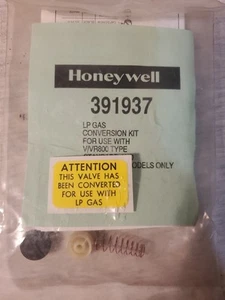 Honeywell
391937
LP GAS
CONVERSION KIT
FOR USE WITH
V/VR800 TYPE
MODELS ONLY
ATTENTION
THIS VALVE HAS
BEEN CONVERTED
FOR USE WITH
LP GAS